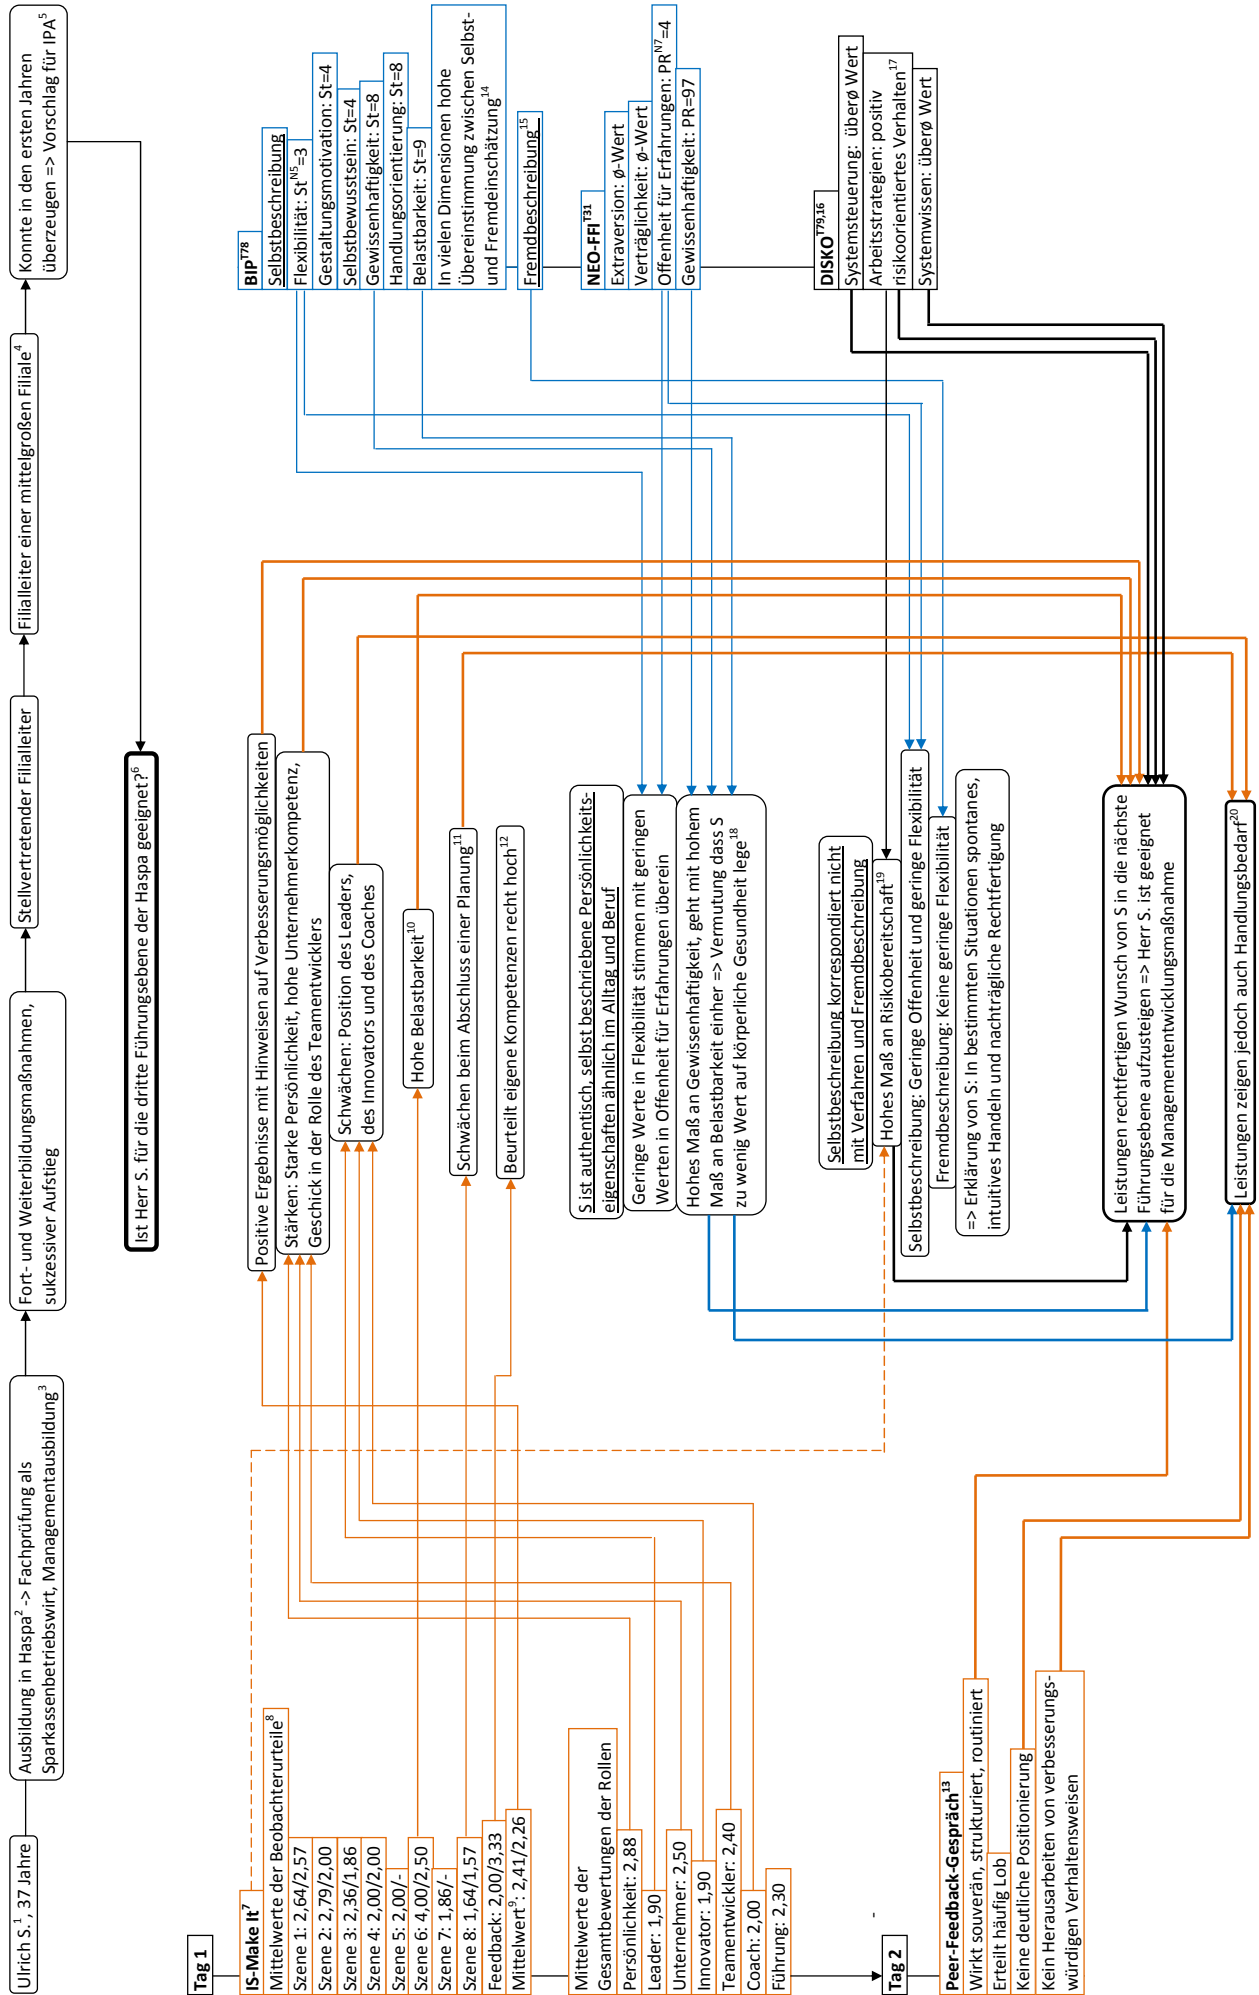 Ulrich S.¹, 37 Jahre
Ausbildung in Haspa² -> Fachprüfung als
Sparkassenbetriebswirt, Managementausbildung³
Fort- und Weiterbildungsmaßnahmen,
sukzessiver Aufstieg
Stellvertretender Filialleiter
Filialleiter einer mittelgroßen Filiale⁴
Konnte in den ersten Jahren
überzeugen => Vorschlag für IPA⁵
Ist Herr S. für die dritte Führungsebene der Haspa geeignet?⁶
Tag 1
IS-Make It⁷
Mittelwerte der Beobachterurteile⁸
Szene 1: 2,64/2,57
Szene 2: 2,79/2,00
Szene 3: 2,36/1,86
Szene 4: 2,00/2,00
Szene 5: 2,00/-
Szene 6: 4,00/2,50
Szene 7: 1,86/-
Szene 8: 1,64/1,57
Feedback: 2,00/3,33
Mittelwert⁹: 2,41/2,26
Mittelwerte der
Gesamtbewertungen der Rollen
Persönlichkeit: 2,88
Leader: 1,90
Unternehmer: 2,50
Innovator: 1,90
Teamentwickler: 2,40
Coach: 2,00
Führung: 2,30
-
Tag 2
Peer-Feedback-Gespräch¹³
Wirkt souverän, strukturiert, routiniert
Erteilt häufig Lob
Keine deutliche Positionierung
Kein Herausarbeiten von verbesserungs-
würdigen Verhaltensweisen
Positive Ergebnisse mit Hinweisen auf Verbesserungsmöglichkeiten
Stärken: Starke Persönlichkeit, hohe Unternehmerkompetenz,
Geschick in der Rolle des Teamentwicklers
Schwächen: Position des Leaders,
des Innovators und des Coaches
Hohe Belastbarkeit¹⁰
Schwächen beim Abschluss einer Planung¹¹
Beurteilt eigene Kompetenzen recht hoch¹²
S ist authentisch, selbst beschriebene Persönlichkeits-
eigenschaften ähnlich im Alltag und Beruf
Geringe Werte in Flexibilität stimmen mit geringen
Werten in Offenheit für Erfahrungen überein
Hohes Maß an Gewissenhaftigkeit, geht mit hohem
Maß an Belastbarkeit einher => Vermutung dass S
zu wenig Wert auf körperliche Gesundheit lege¹⁸
Selbstbeschreibung korrespondiert nicht
mit Verfahren und Fremdbeschreibung
Hohes Maß an Risikobereitschaft¹⁹
Selbstbeschreibung: Geringe Offenheit und geringe Flexibilität
Fremdbeschreibung: Keine geringe Flexibilität
=> Erklärung von S: In bestimmten Situationen spontanes,
intuitives Handeln und nachträgliche Rechtfertigung
Leistungen rechtfertigen Wunsch von S in die nächste
Führungsebene aufzusteigen => Herr S. ist geeignet
für die Managemententwicklungsmaßnahme
Leistungen zeigen jedoch auch Handlungsbedarf²⁰
BIPᵀ⁷⁸
Selbstbeschreibung
Flexibilität: Stᴺ⁵=3
Gestaltungsmotivation: St=4
Selbstbewusstsein: St=4
Gewissenhaftigkeit: St=8
Handlungsorientierung: St=8
Belastbarkeit: St=9
In vielen Dimensionen hohe
Übereinstimmung zwischen Selbst-
und Fremdeinschätzung¹⁴
Fremdbeschreibung¹⁵
NEO-FFIᵀ³¹
Extraversion: ø-Wert
Verträglichkeit: ø-Wert
Offenheit für Erfahrungen: PRᴺ⁷=4
Gewissenhaftigkeit: PR=97
DISKOᵀ⁷⁹,¹⁶
Systemsteuerung: überø Wert
Arbeitsstrategien: positiv
risikoorientiertes Verhalten¹⁷
Systemwissen: überø Wert